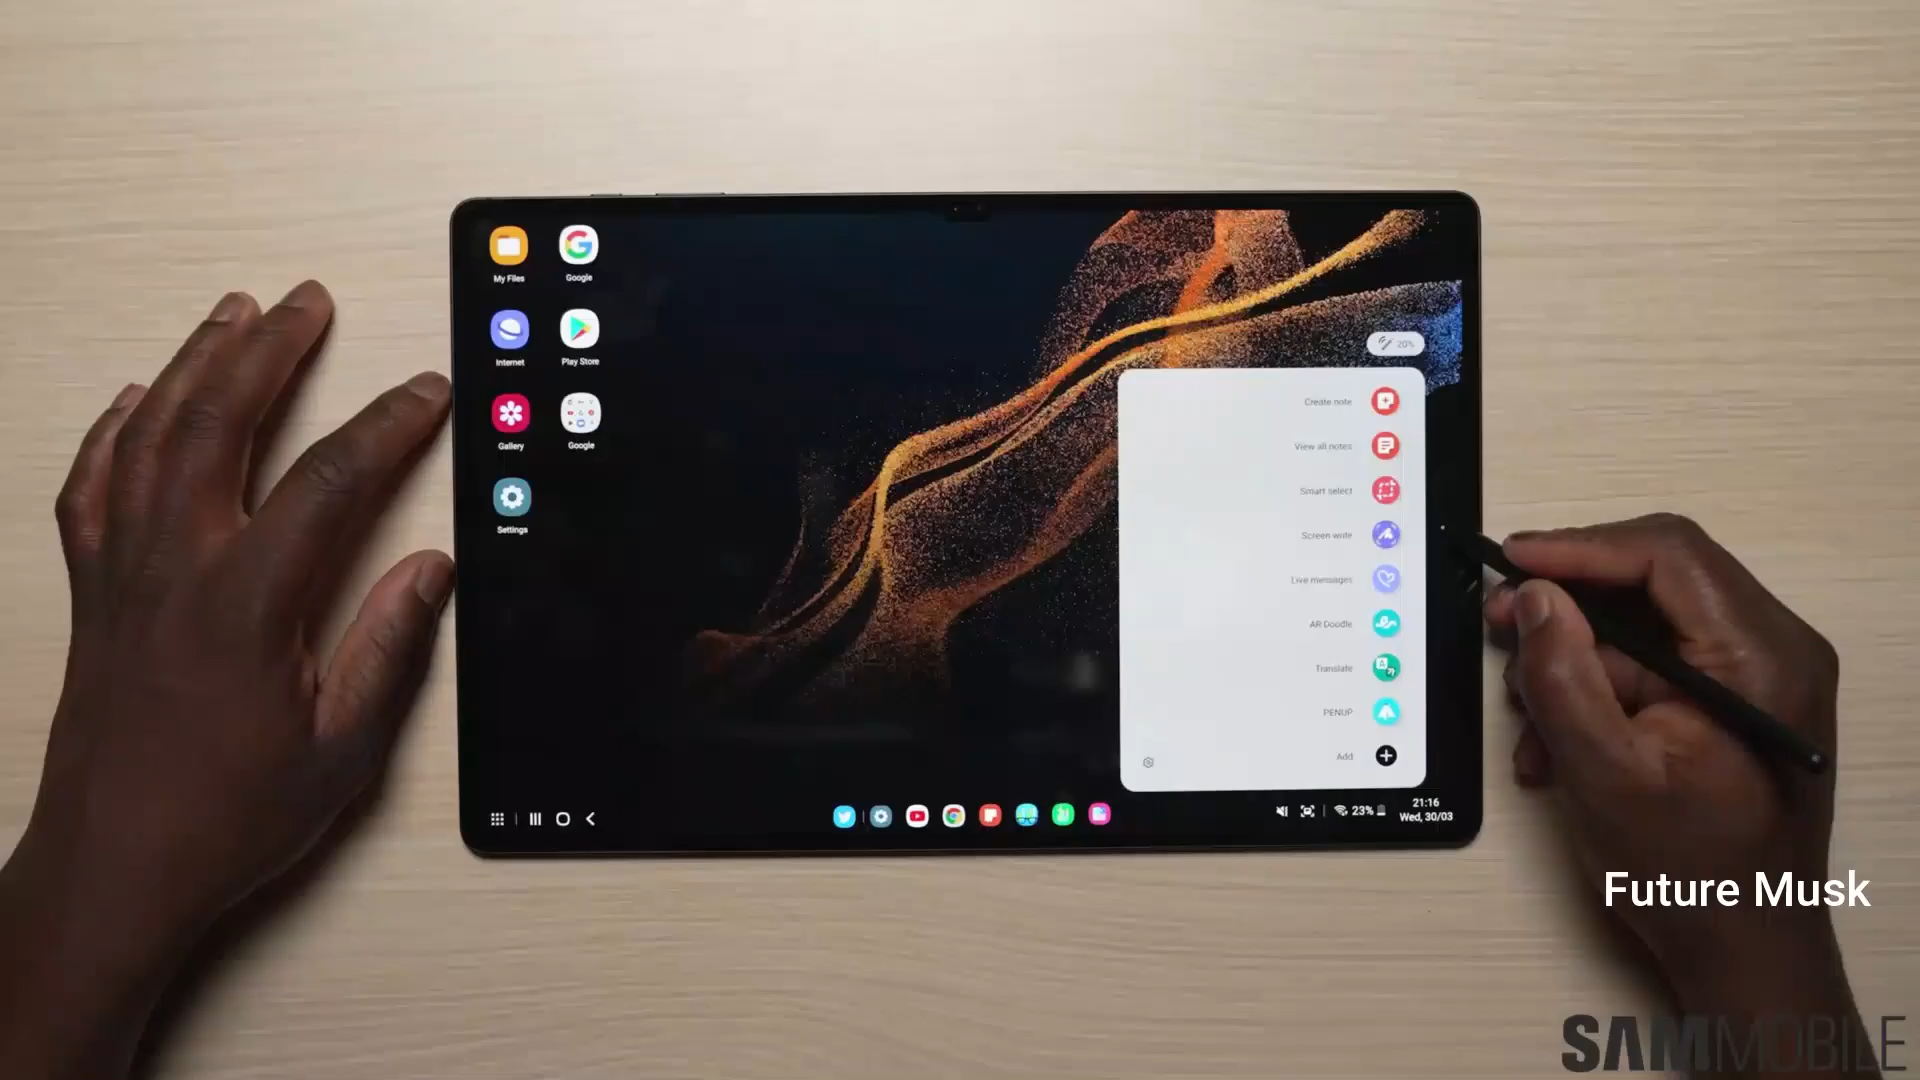 My Files
Google
Internet
Play Store
Gallery
Google
Settings
20%
Create note
View all notes
Smart select
Screen write
Live messages
AR Doodle
Translate
PENUP
Add
23%
21:16
Wed, 30/03
Future Musk
SAMMOBILE